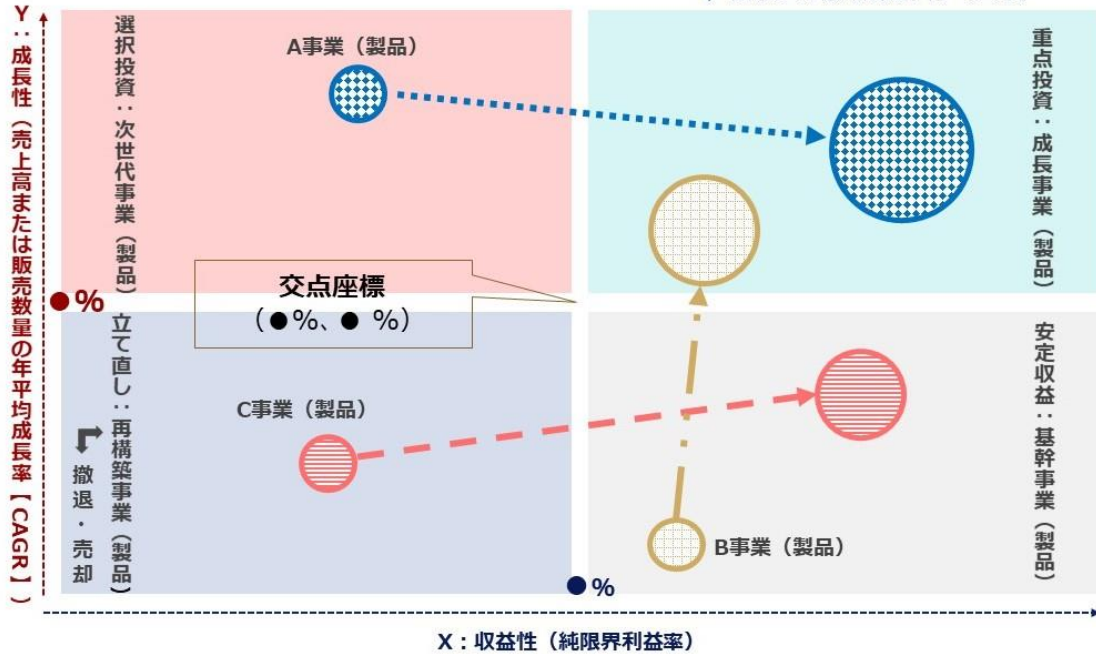 Y:成長性(売上高または販売数量の年平均成長率【CAGR】)
選択投資:次世代事業(製品)
A事業(製品)
重点投資:成長事業(製品)
交点座標
(●%、● %)
●%
立て直し:再構築事業(製品)
撤退・売却
C事業(製品)
安定収益:基幹事業(製品)
B事業(製品)
●%
X:収益性(純限界利益率)